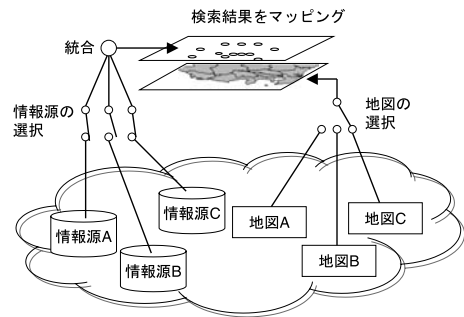 検索結果をマッピング
統合
情報源の
選択
地図の
選択
情報源C
地図A
地図C
情報源A
情報源B
地図B